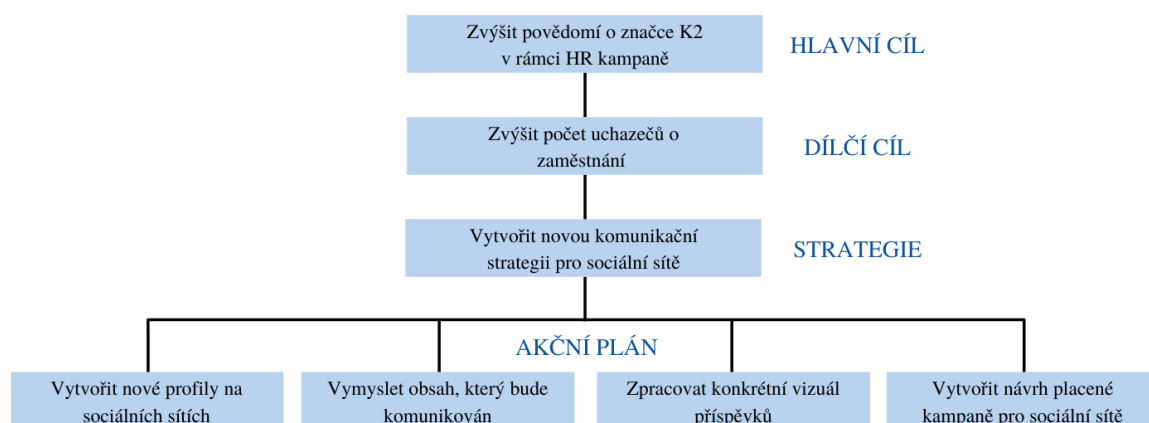 Zvýšit povědomí o značce K2
v rámci HR kampaně
HLAVNÍ CÍL
Zvýšit počet uchazečů o
zaměstnání
DÍLČÍ CÍL
Vytvořit novou komunikační
strategii pro sociální sítě
STRATEGIE
AKČNÍ PLÁN
Vytvořit nové profily na
sociálních sítích
Vymyslet obsah, který bude
komunikován
Zpracovat konkrétní vizuál
příspěvků
Vytvořit návrh placené
kampaně pro sociální sítě